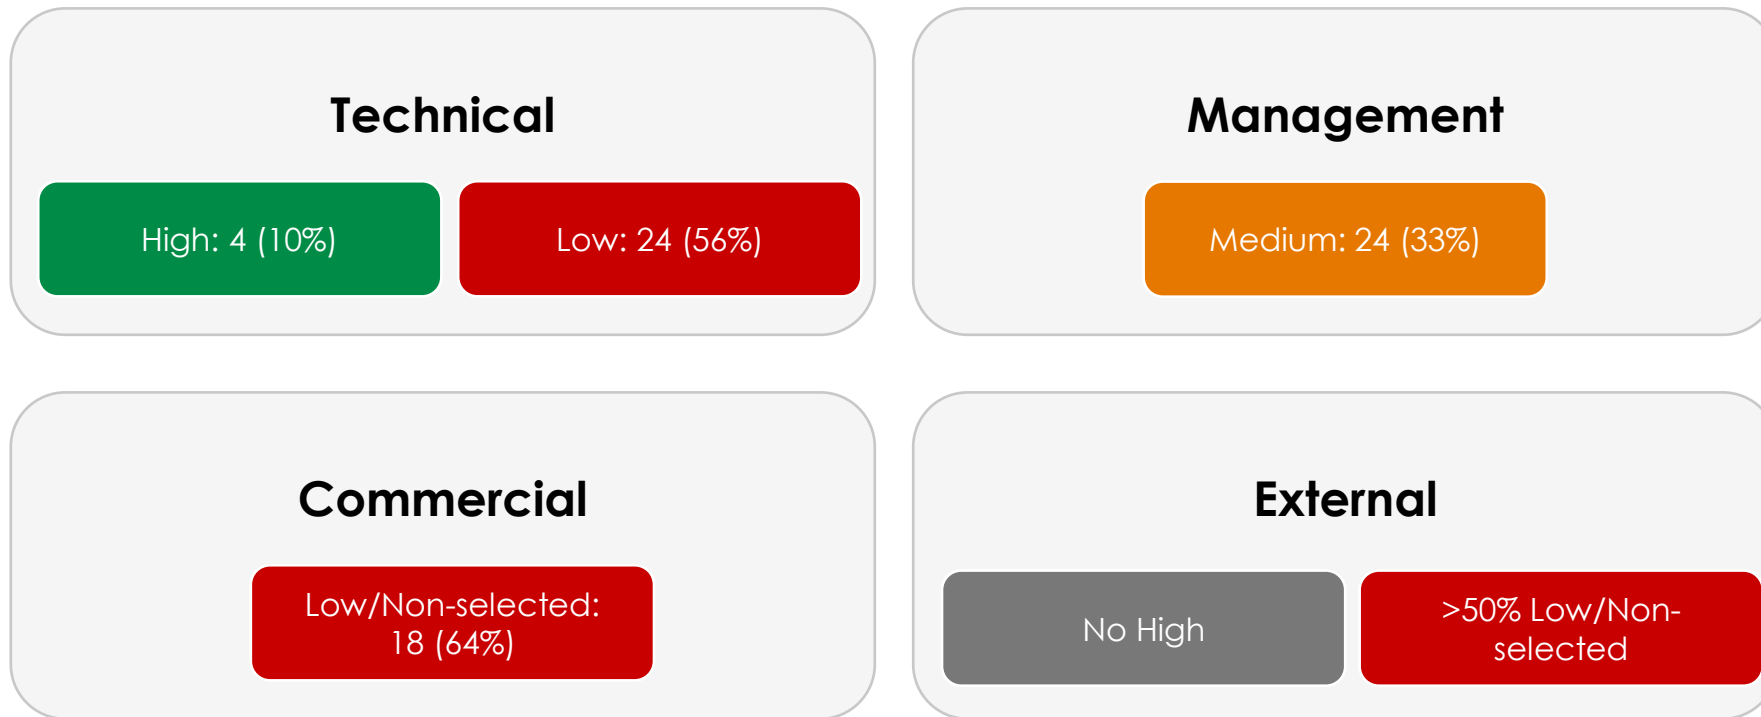 Technical
High: 4 (10%)
Low: 24 (56%)
Management
Medium: 24 (33%)
Commercial
Low/Non-selected:
18 (64%)
External
No High
>50% Low/Non-
selected